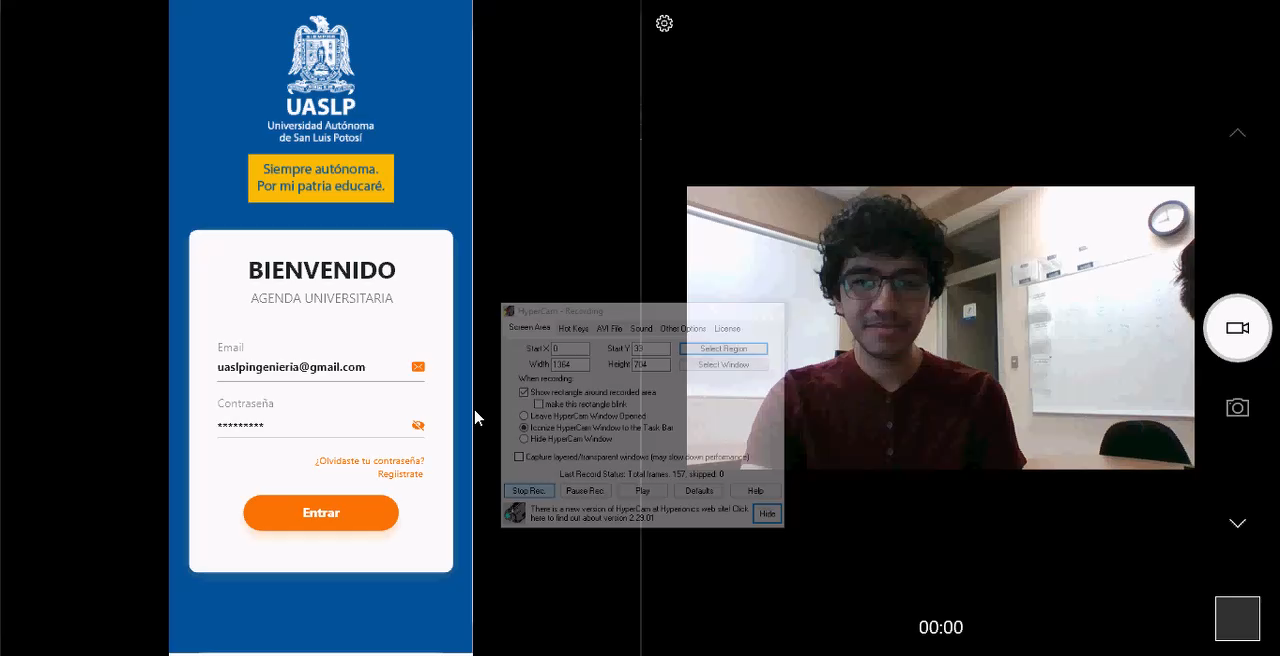 UASLP
Universidad Autónoma
de San Luis Potosí
Siempre autónoma.
Por mi patria educaré.
BIENVENIDO
AGENDA UNIVERSITARIA
Email
uaslpingenieria@gmail.com
Contraseña
*********
¿Olvidaste tu contraseña?
Regiistrate
Entrar
HyperCam - Recording
Screen Area Hot Keys AVI File Sound Other Options License
Start X 0 Start Y 33 Select Region
Width 1364 Height 704 Select Window
When recording:
Show rectangle around recorded area
make this rectangle blink
Leave HyperCam Window Opened
Iconize HyperCam Window to the Task Bar
Hide HyperCam Window
Capture layered/transparent windows (may slow down performance)
Last Record Status: Total frames: 157, skipped: 0
Stop Rec. Pause Rec. Play Defaults Help
There is a new version of HyperCam at Hyperionics web site! Click
here to find out about version 2.29.01
Hide
00:00